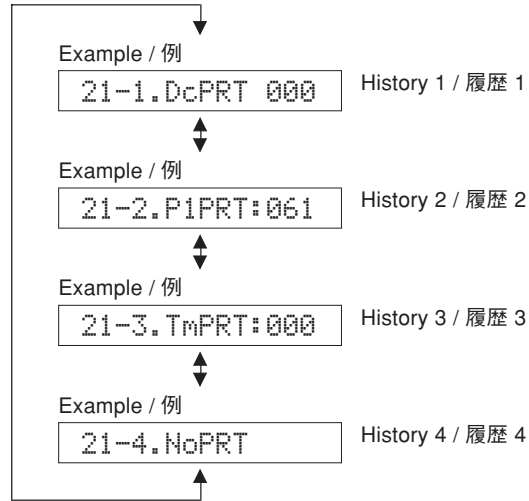 Example / 例
21-1.DcPRT 000
History 1 / 履歴 1
Example / 例
21-2.P1PRT:061
History 2 / 履歴 2
Example / 例
21-3.TmPRT:000
History 3 / 履歴 3
Example / 例
21-4.NoPRT
History 4 / 履歴 4